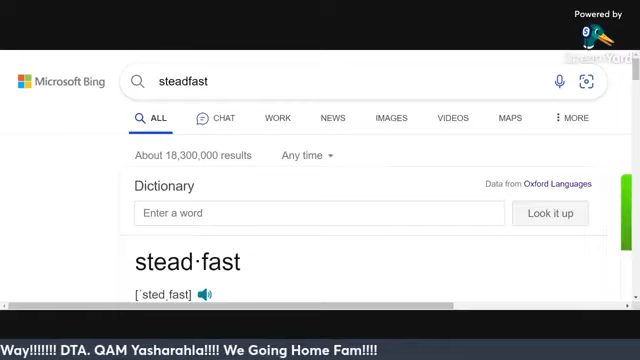 Powered by
StreamYard
Microsoft Bing
steadfast
ALL
CHAT
WORK
NEWS
IMAGES
VIDEOS
MAPS
MORE
About 18,300,000 results
Any time
Dictionary
Data from Oxford Languages
Enter a word
Look it up
stead·fast
[ˈstedˌfast]
Way!!!!!!! DTA. QAM Yasharahla!!!! We Going Home Fam!!!!